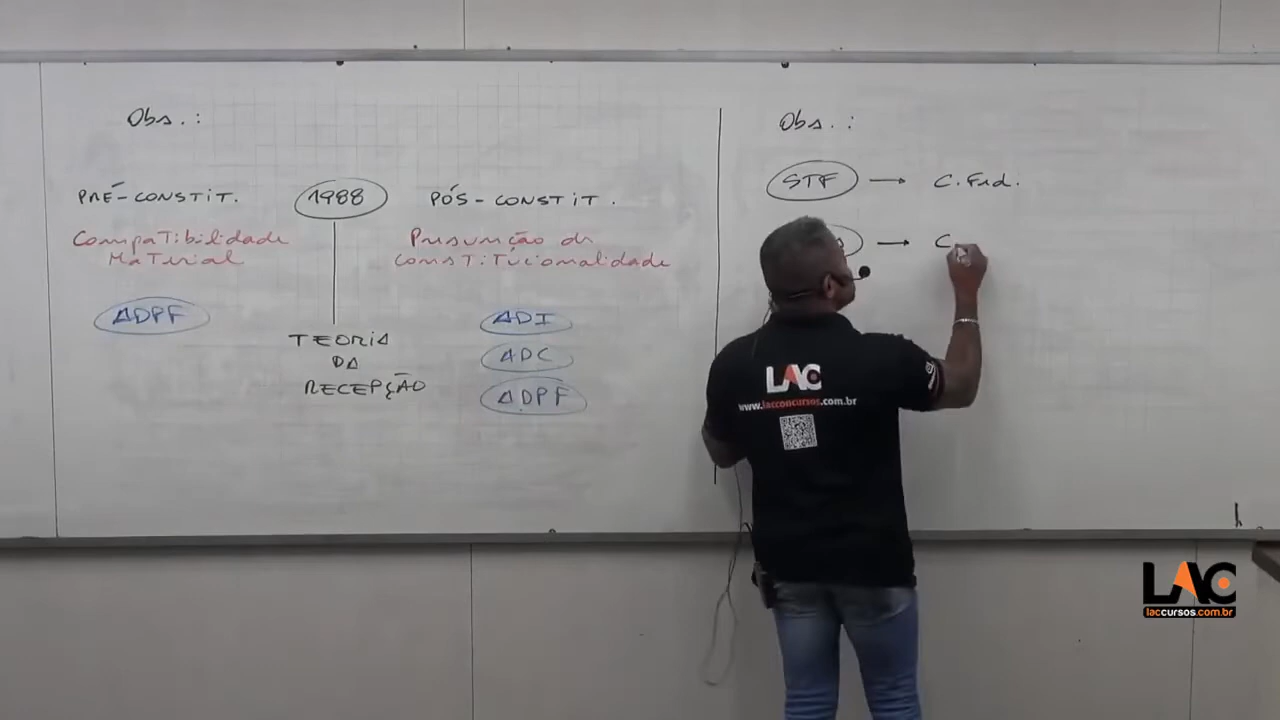 Obs.:
PRÉ-CONSTIT.
1988
PÓS-CONSTIT.
Compatibilidade
Material
Presunção de
constitucionalidade
ADPF
ADI
ADC
ADPF
TEORIA
DA
RECEPÇÃO
Obs.:
STF → C. Fed.
→ C.
LAC
www.lacconcursos.com.br
LAC
laccursos.com.br